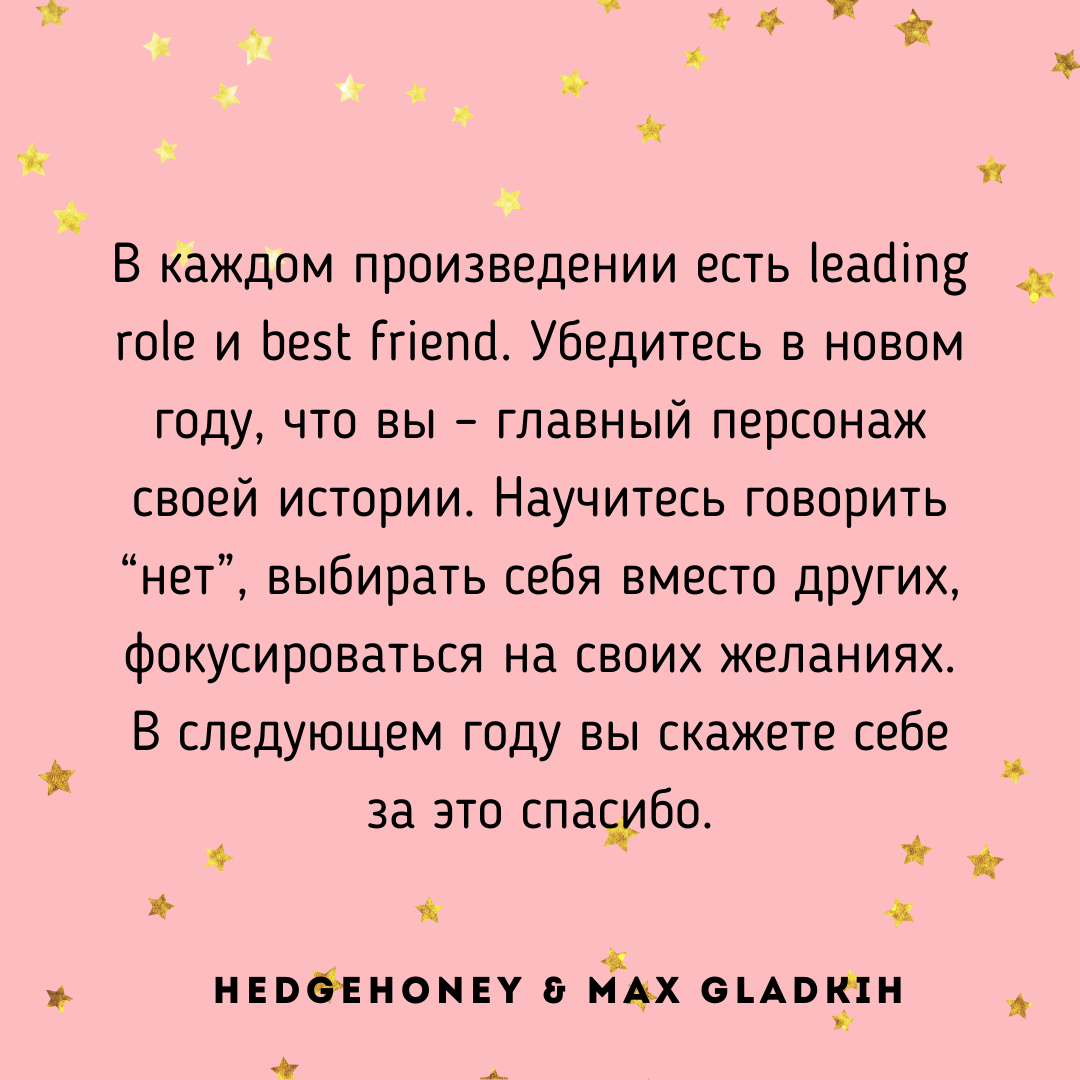 В каждом произведении есть leading
role и best friend. Убедитесь в новом
году, что вы – главный персонаж
своей истории. Научитесь говорить
“нет”, выбирать себя вместо других,
фокусироваться на своих желаниях.
В следующем году вы скажете себе
за это спасибо.
HEDGEHONEY & MAX GLADKIH